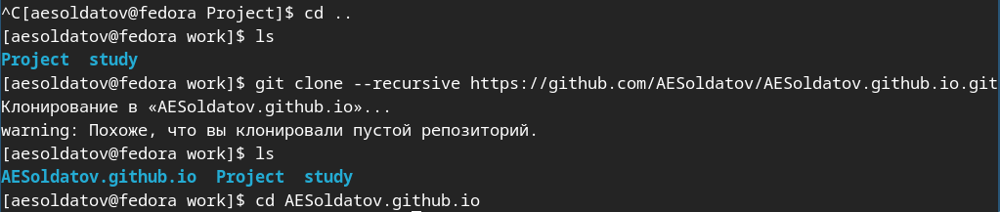 ^C[aesoldatov@fedora Project]$ cd ..
[aesoldatov@fedora work]$ ls
Project  study
[aesoldatov@fedora work]$ git clone --recursive https://github.com/AESoldatov/AESoldatov.github.io.git
Клонирование в «AESoldatov.github.io»...
warning: Похоже, что вы клонировали пустой репозиторий.
[aesoldatov@fedora work]$ ls
AESoldatov.github.io  Project  study
[aesoldatov@fedora work]$ cd AESoldatov.github.io